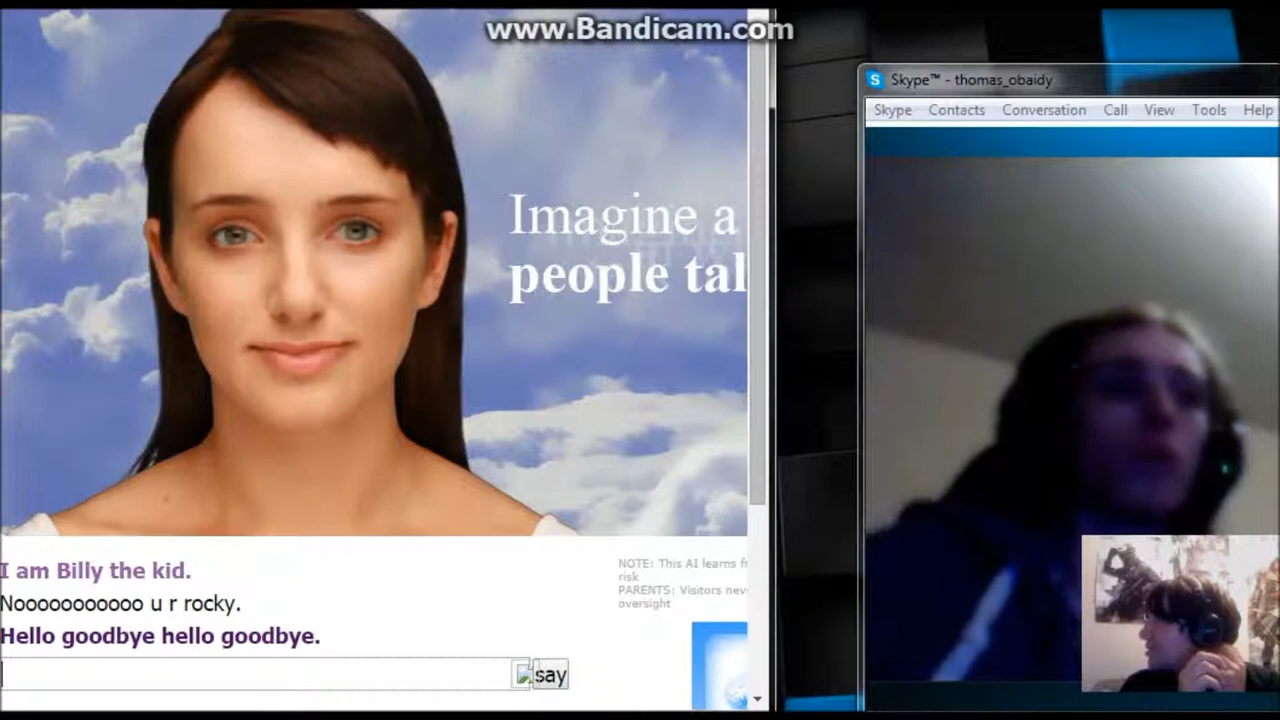 www.Bandicam.com
Skype™ - thomas_obaidy
Skype Contacts Conversation Call View Tools Help
Imagine a
people tal
I am Billy the kid.
Nooooooooooo u r rocky.
Hello goodbye hello goodbye.
say
NOTE: This AI learns fr
risk
PARENTS: Visitors nev
oversight